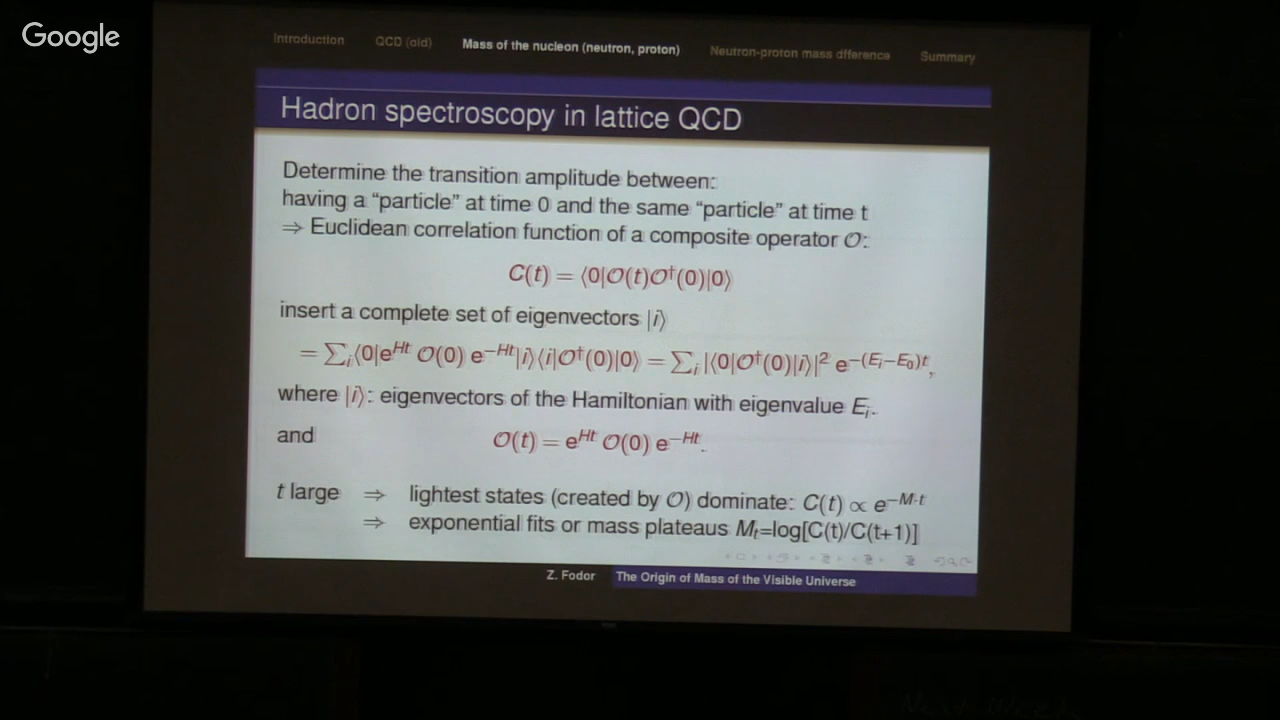 Google
Introduction QCD (old) Mass of the nucleon (neutron, proton) Neutron-proton mass difference Summary
Hadron spectroscopy in lattice QCD
Determine the transition amplitude between:
having a “particle” at time 0 and the same “particle” at time t
⇒ Euclidean correlation function of a composite operator 𝒪:
C(t) = ⟨0|𝒪(t)𝒪†(0)|0⟩
insert a complete set of eigenvectors |i⟩
= ∑ᵢ⟨0|e^{Ht} 𝒪(0) e^{−Ht}|i⟩⟨i|𝒪†(0)|0⟩ = ∑ᵢ |⟨0|𝒪†(0)|i⟩|² e^{−(Eᵢ−E₀)t},
where |i⟩: eigenvectors of the Hamiltonian with eigenvalue Eᵢ.
and 𝒪(t) = e^{Ht} 𝒪(0) e^{−Ht}.
t large ⇒ lightest states (created by 𝒪) dominate: C(t) ∝ e^{−M·t}
⇒ exponential fits or mass plateaus Mₜ=log[C(t)/C(t+1)]
Z. Fodor The Origin of Mass of the Visible Universe